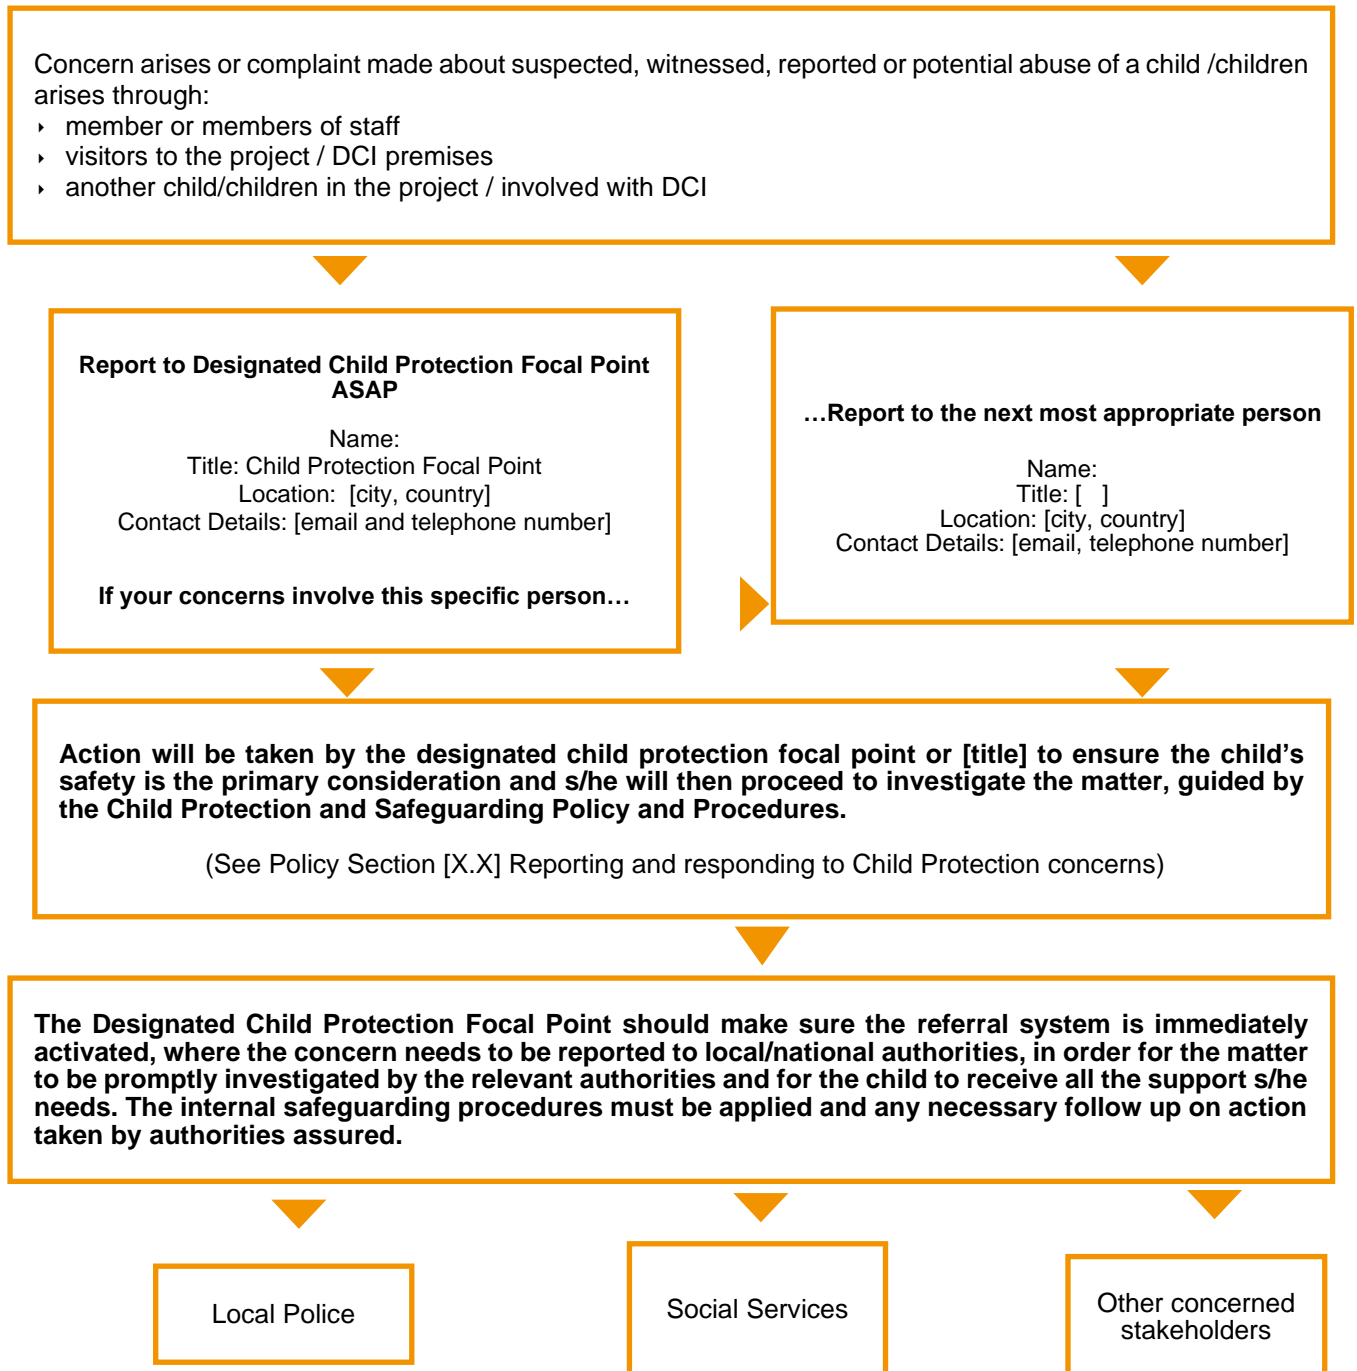 Concern arises or complaint made about suspected, witnessed, reported or potential abuse of a child /children
arises through:
‣ member or members of staff
‣ visitors to the project / DCI premises
‣ another child/children in the project / involved with DCI
Report to Designated Child Protection Focal Point
ASAP
Name:
Title: Child Protection Focal Point
Location:  [city, country]
Contact Details: [email and telephone number]
If your concerns involve this specific person…
…Report to the next most appropriate person
Name:
Title: [   ]
Location: [city, country]
Contact Details: [email, telephone number]
Action will be taken by the designated child protection focal point or [title] to ensure the child’s
safety is the primary consideration and s/he will then proceed to investigate the matter, guided by
the Child Protection and Safeguarding Policy and Procedures.
(See Policy Section [X.X] Reporting and responding to Child Protection concerns)
The Designated Child Protection Focal Point should make sure the referral system is immediately
activated, where the concern needs to be reported to local/national authorities, in order for the matter
to be promptly investigated by the relevant authorities and for the child to receive all the support s/he
needs. The internal safeguarding procedures must be applied and any necessary follow up on action
taken by authorities assured.
Local Police
Social Services
Other concerned
stakeholders